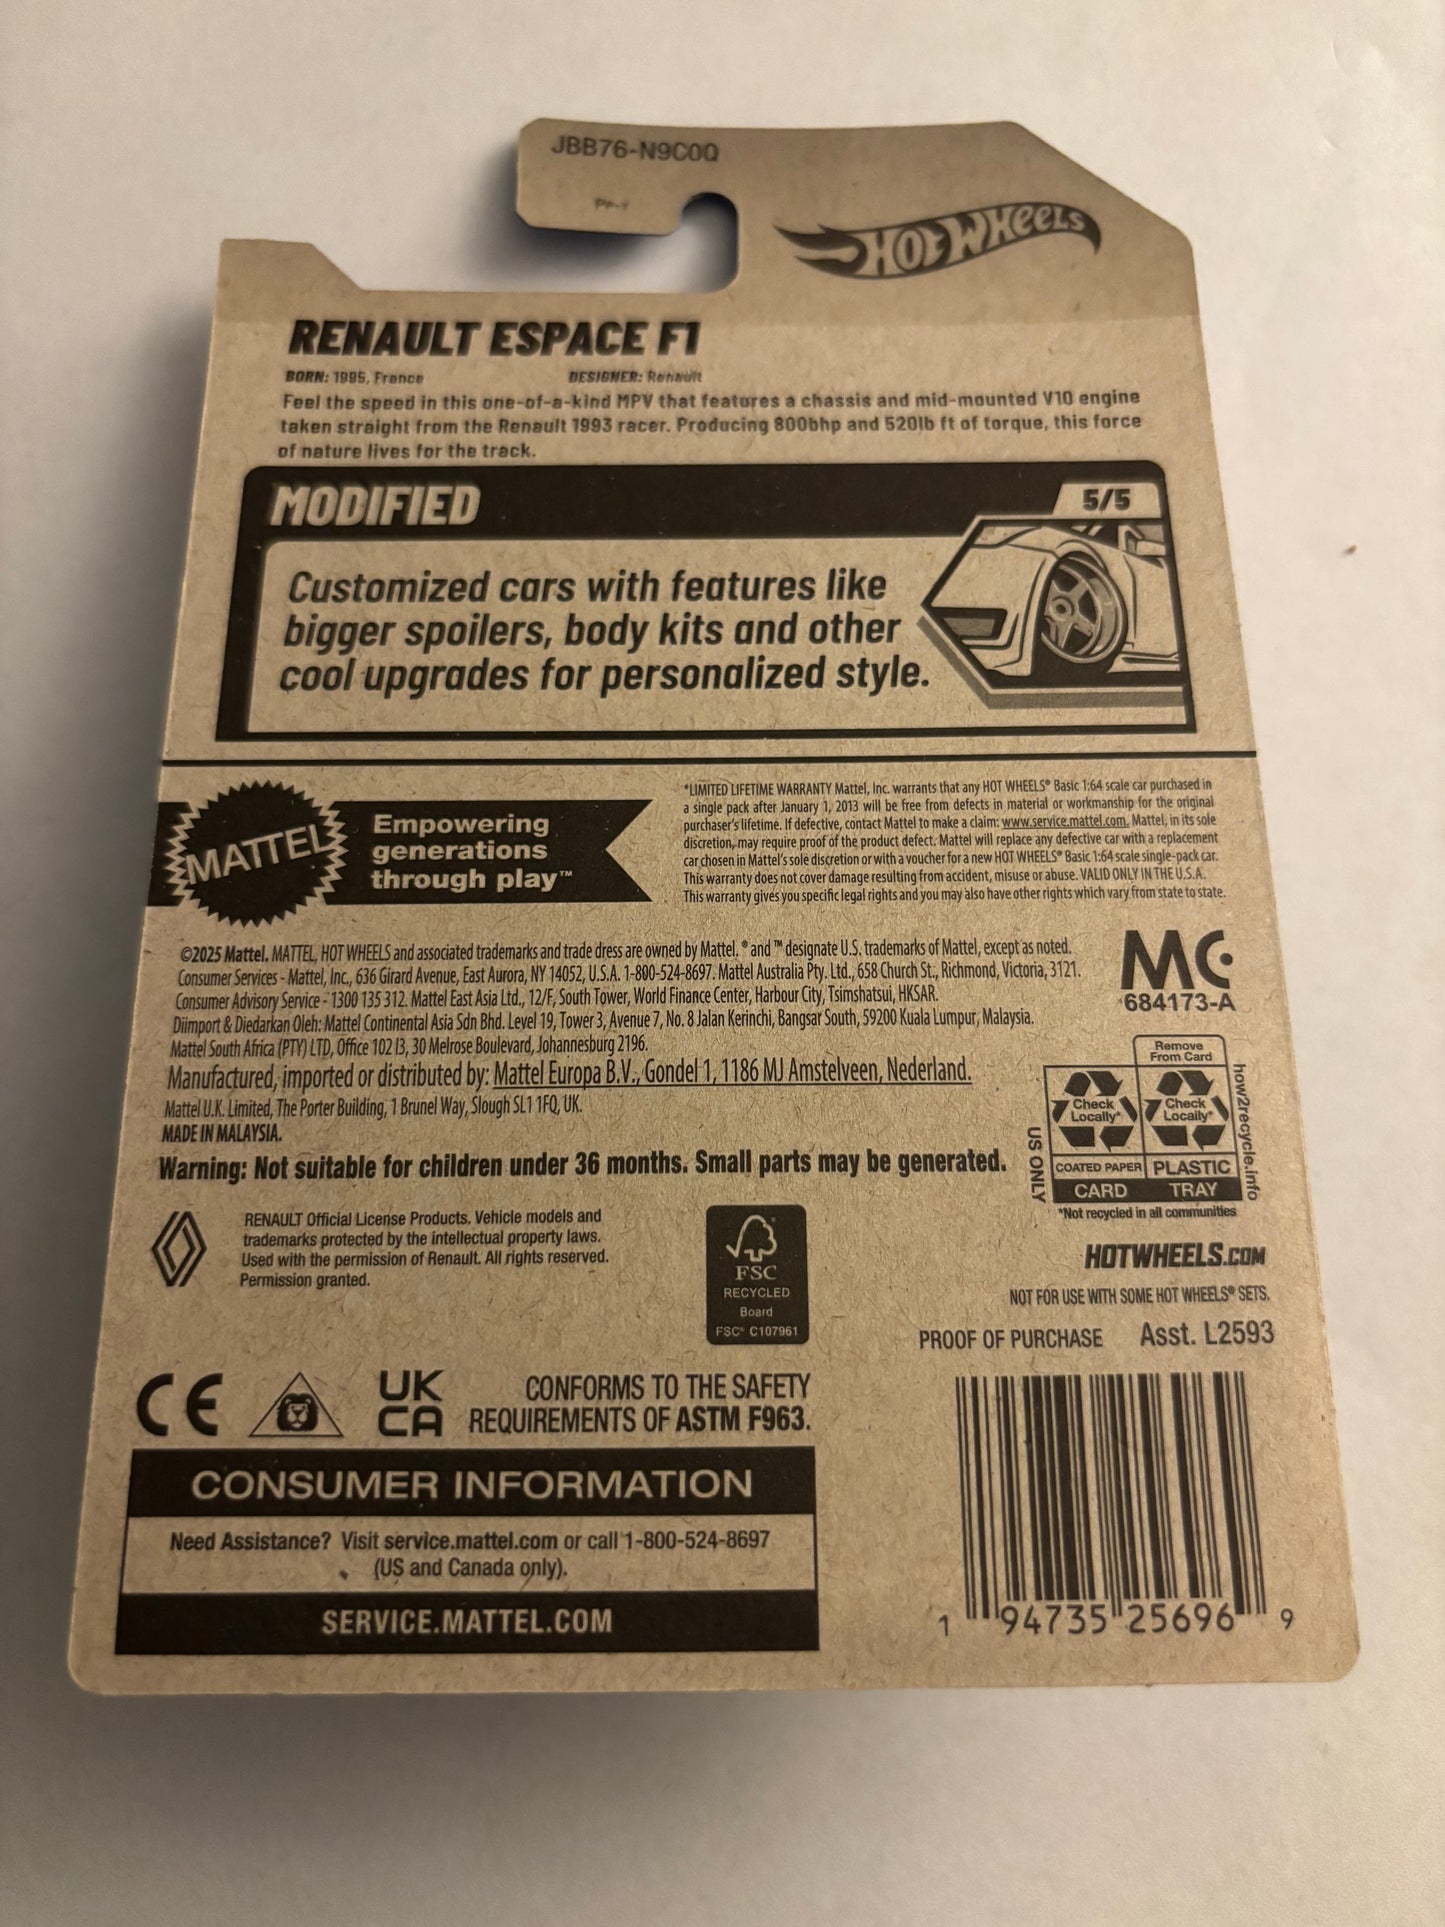 JBB76-N9C0Q
HOT WHEELS
RENAULT ESPACE F1
BORN: 1995, France DESIGNER: Renault
Feel the speed in this one-of-a-kind MPV that features a chassis and mid-mounted V10 engine
taken straight from the Renault 1993 racer. Producing 800bhp and 520lb ft of torque, this force
of nature lives for the track.
MODIFIED
5/5
Customized cars with features like
bigger spoilers, body kits and other
cool upgrades for personalized style.
MATTEL
Empowering
generations
through play™
*LIMITED LIFETIME WARRANTY Mattel, Inc. warrants that any HOT WHEELS® Basic 1:64 scale car purchased in
a single pack after January 1, 2013 will be free from defects in material or workmanship for the original
purchaser's lifetime. If defective, contact Mattel to make a claim: www.service.mattel.com. Mattel, in its sole
discretion, may require proof of the product defect. Mattel will replace any defective car with a replacement
car chosen in Mattel's sole discretion or with a voucher for a new HOT WHEELS® Basic 1:64 scale single-pack car.
This warranty does not cover damage resulting from accident, misuse or abuse. VALID ONLY IN THE U.S.A.
This warranty gives you specific legal rights and you may also have other rights which vary from state to state.
©2025 Mattel. MATTEL, HOT WHEELS and associated trademarks and trade dress are owned by Mattel. ® and ™ designate U.S. trademarks of Mattel, except as noted.
Consumer Services - Mattel, Inc., 636 Girard Avenue, East Aurora, NY 14052, U.S.A. 1-800-524-8697. Mattel Australia Pty. Ltd., 658 Church St., Richmond, Victoria, 3121.
Consumer Advisory Service - 1300 135 312. Mattel East Asia Ltd., 12/F, South Tower, World Finance Center, Harbour City, Tsimshatsui, HKSAR.
Diimport & Diedarkan Oleh: Mattel Continental Asia Sdn Bhd. Level 19, Tower 3, Avenue 7, No. 8 Jalan Kerinchi, Bangsar South, 59200 Kuala Lumpur, Malaysia.
Mattel South Africa (PTY) LTD, Office 102 I3, 30 Melrose Boulevard, Johannesburg 2196.
Manufactured, imported or distributed by: Mattel Europa B.V., Gondel 1, 1186 MJ Amstelveen, Nederland.
Mattel U.K. Limited, The Porter Building, 1 Brunel Way, Slough SL1 1FQ, UK.
MADE IN MALAYSIA.
Warning: Not suitable for children under 36 months. Small parts may be generated.
MC
684173-A
Remove
From Card
Check
Locally*
Check
Locally*
COATED PAPER
PLASTIC
CARD
TRAY
US ONLY
how2recycle.info
*Not recycled in all communities
RENAULT Official License Products. Vehicle models and
trademarks protected by the intellectual property laws.
Used with the permission of Renault. All rights reserved.
Permission granted.
FSC
RECYCLED
Board
FSC® C107961
HOTWHEELS.COM
NOT FOR USE WITH SOME HOT WHEELS® SETS.
PROOF OF PURCHASE Asst. L2593
CE
UK
CA
CONFORMS TO THE SAFETY
REQUIREMENTS OF ASTM F963.
CONSUMER INFORMATION
Need Assistance? Visit service.mattel.com or call 1-800-524-8697
(US and Canada only).
SERVICE.MATTEL.COM
1 94735 25696 9